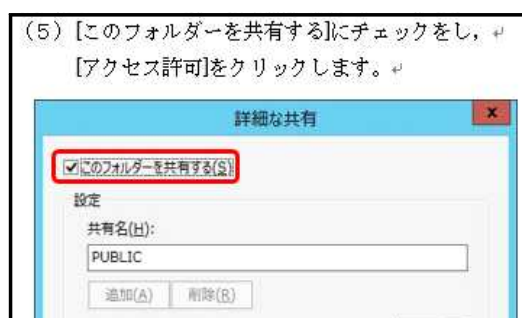 （５）[このフォルダーを共有する]にチェックをし，↵
[アクセス許可]をクリックします。↵
詳細な共有
x
このフォルダーを共有する(S)
設定
共有名(H):
PUBLIC
追加(A) 削除(R)